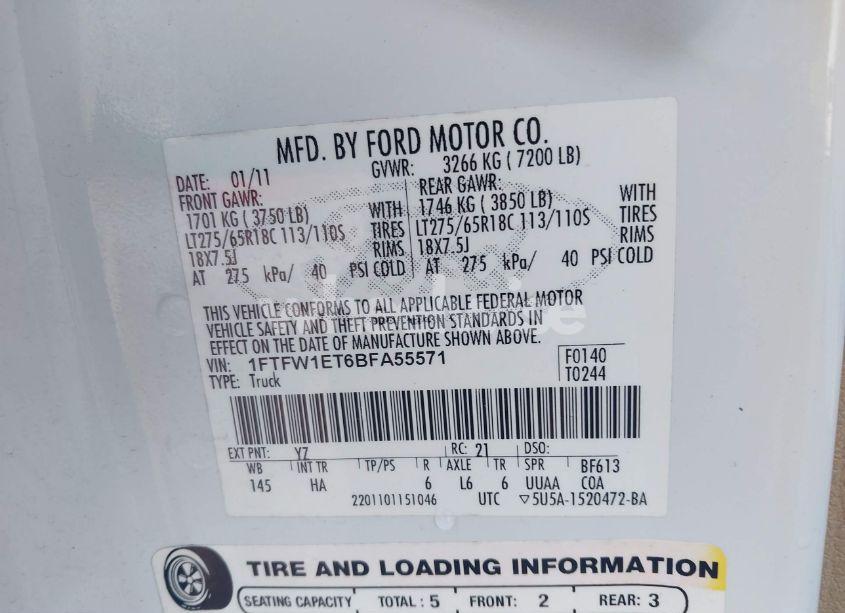 MFD. BY FORD MOTOR CO.
DATE: 01/11 GVWR: 3266 KG ( 7200 LB)
FRONT GAWR: REAR GAWR:
1701 KG ( 3750 LB) WITH 1746 KG ( 3850 LB) WITH
LT275/65R18C 113/110S TIRES LT275/65R18C 113/110S TIRES
18X7.5J RIMS 18X7.5J RIMS
AT 275 kPa/ 40 PSI COLD AT 275 kPa/ 40 PSI COLD
THIS VEHICLE CONFORMS TO ALL APPLICABLE FEDERAL MOTOR
VEHICLE SAFETY AND THEFT PREVENTION STANDARDS IN
EFFECT ON THE DATE OF MANUFACTURE SHOWN ABOVE.
VIN: 1FTFW1ET6BFA55571 F0140
TYPE: Truck T0244
EXT PNT: YZ RC: 21 DSO:
WB INT TR TP/PS R AXLE TR SPR BF613
145 HA 6 L6 6 UUAA COA
2201101151046 UTC ▽5U5A-1520472-BA
TIRE AND LOADING INFORMATION
SEATING CAPACITY TOTAL: 5 FRONT: 2 REAR: 3